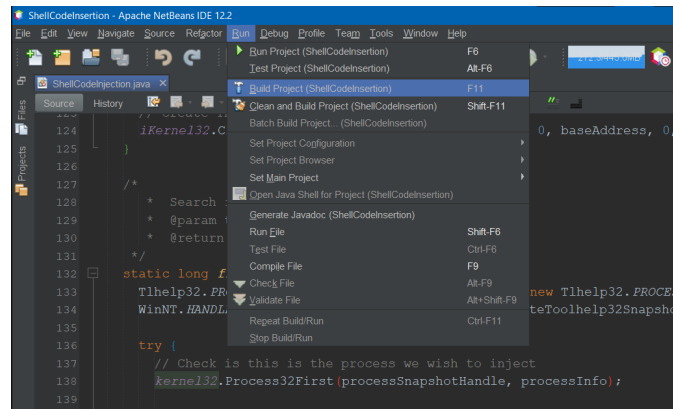 ShellCodeInsertion - Apache NetBeans IDE 12.2
File Edit View Navigate Source Refactor Run Debug Profile Team Tools Window Help
Run Project (ShellCodeInsertion) F6
Test Project (ShellCodeInsertion) Alt-F6
ShellCodeInjection.java
Build Project (ShellCodeInsertion) F11
Source History
Clean and Build Project (ShellCodeInsertion) Shift-F11
Batch Build Project... (ShellCodeInsertion)
124 iKernel32.C 0, baseAddress, 0,
Set Project Configuration
125 }
Set Project Browser
126
Set Main Project
127 /*
Open Java Shell for Project (ShellCodeInsertion)
128 * Search
Generate Javadoc (ShellCodeInsertion)
129 * @param
Run File Shift-F6
130 * @return
Test File Ctrl-F6
131 */
Compile File F9
132 static long f
Check File Alt-F9
133 Tlhelp32.PR new Tlhelp32.PROCE
Validate File Alt+Shift-F9
134 WinNT.HANDL teToolhelp32Snapsho
Repeat Build/Run Ctrl-F11
135
Stop Build/Run
136 try {
137 // Check is this is the process we wish to inject
138 kernel32.Process32First(processSnapshotHandle, processInfo);
139
Files
Projects